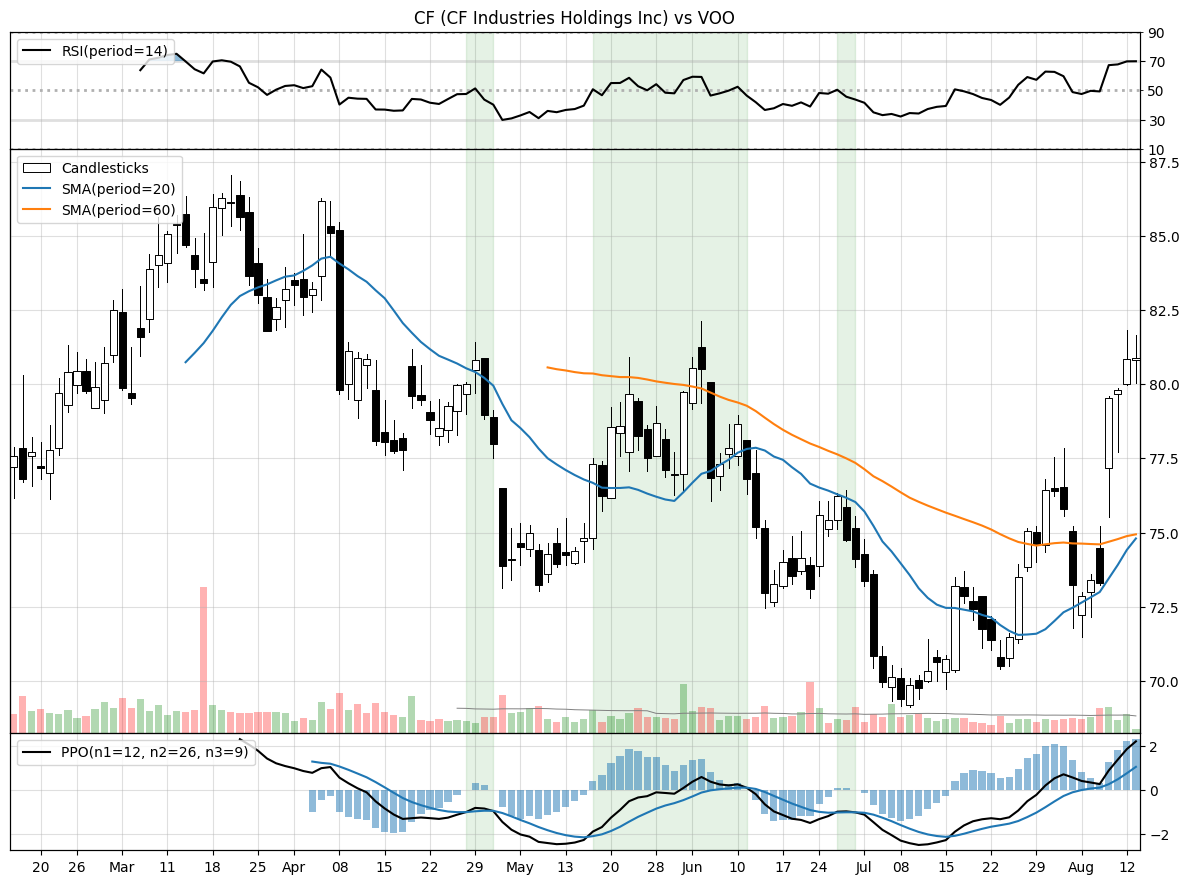 CF (CF Industries Holdings Inc) vs VOO
RSI(period=14)
90
70
50
30
10
Candlesticks
SMA(period=20)
SMA(period=60)
87.5
85.0
82.5
80.0
77.5
75.0
72.5
70.0
PPO(n1=12, n2=26, n3=9)
2
0
−2
20 26 Mar 11 18 25 Apr 08 15 22 29 May 13 20 28 Jun 10 17 24 Jul 08 15 22 29 Aug 12